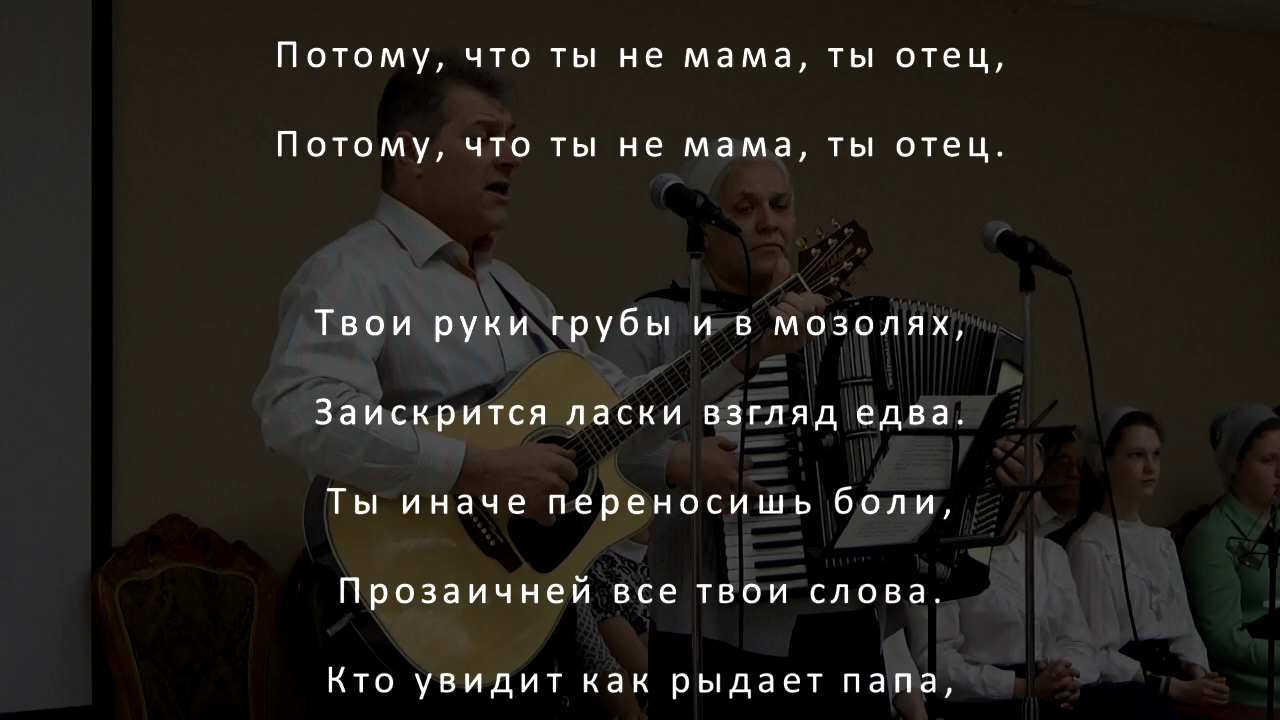 Потому, что ты не мама, ты отец,
Потому, что ты не мама, ты отец.
Твои руки грубы и в мозолях,
Заискрится ласки взгляд едва.
Ты иначе переносишь боли,
Прозаичней все твои слова.
Кто увидит как рыдает папа,